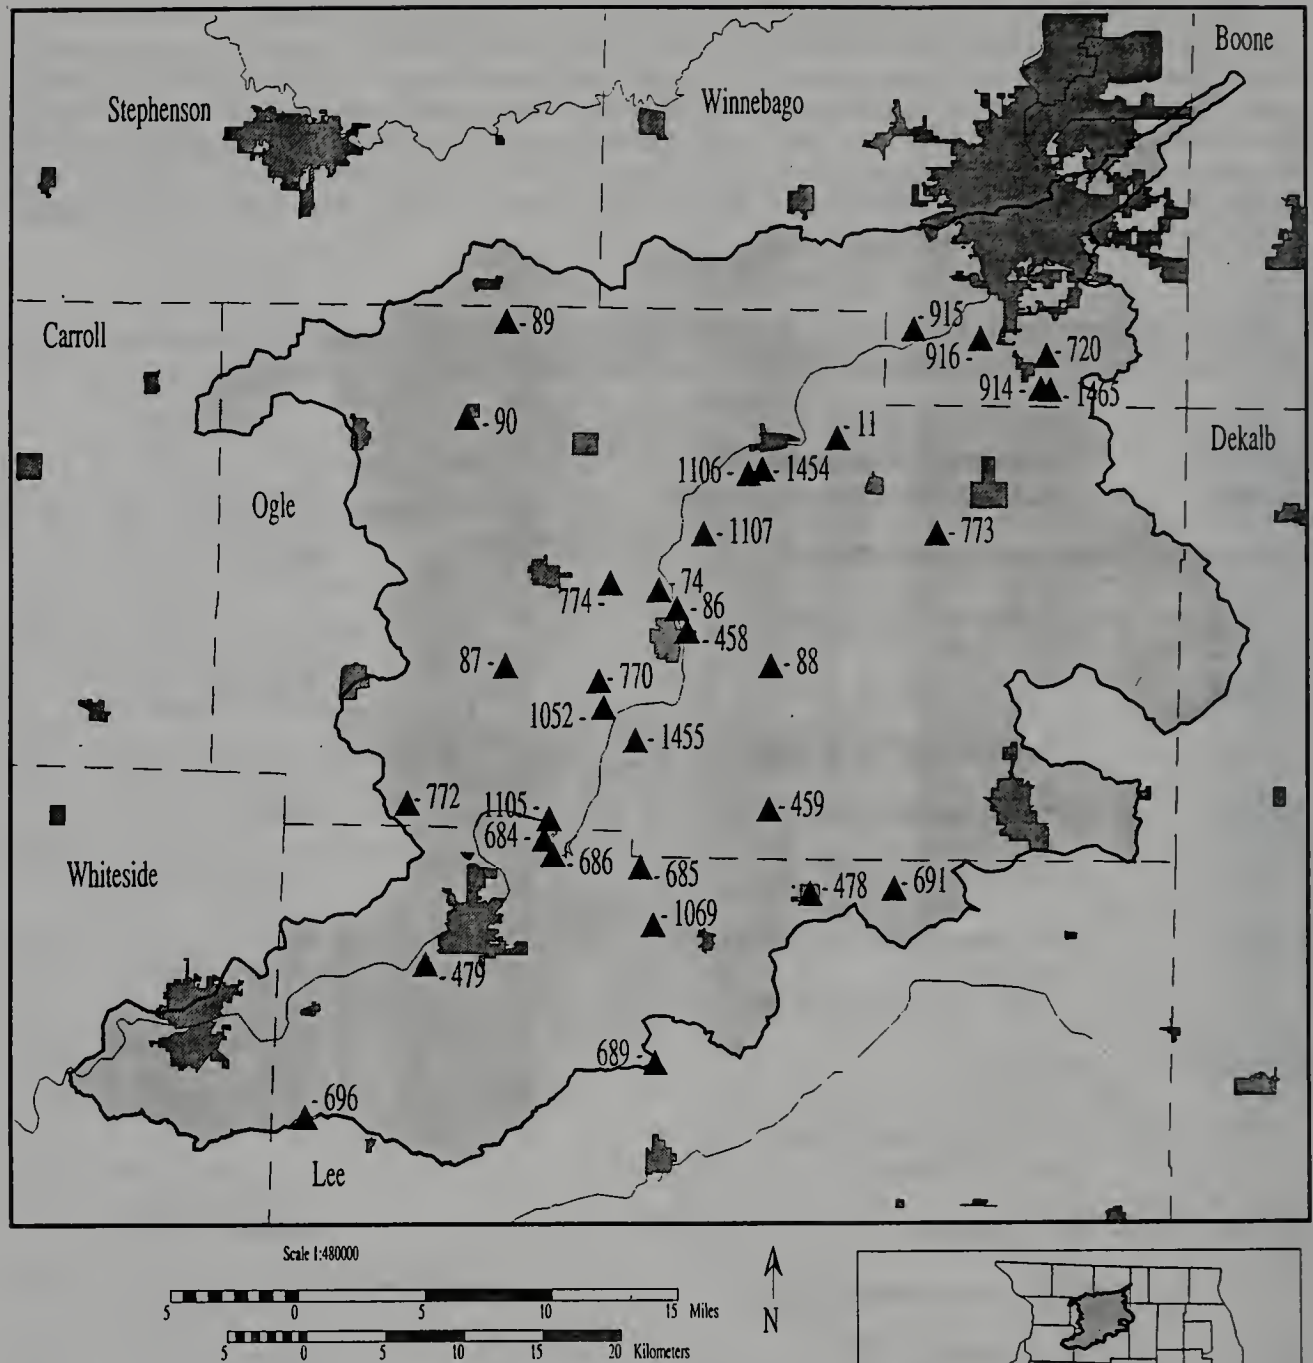 Boone
Stephenson
Winnebago
Carroll
- 89
- 915
916 -
- 720
914 -
- 1465
- 90
- 11
Dekalb
1106 -
- 1454
Ogle
- 1107
- 773
774 -
74
- 86
- 458
87 -
- 770
- 88
1052 -
- 1455
- 772
1105 -
- 459
684 -
- 686
Whiteside
- 685
- 478
- 691
- 1069
- 479
689 -
- 696
Lee
Scale 1:480000
5 0 5 10 15 Miles
N
5 0 5 10 15 20 Kilometers